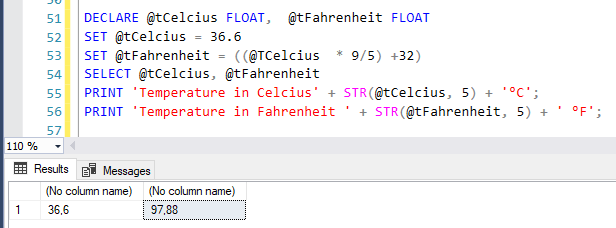 51 DECLARE @tCelcius FLOAT,  @tFahrenheit FLOAT
52 SET @tCelcius = 36.6
53 SET @tFahrenheit = ((@TCelcius  * 9/5) +32)
54 SELECT @tCelcius, @tFahrenheit
55 PRINT 'Temperature in Celcius' + STR(@tCelcius, 5) + '°C';
56 PRINT 'Temperature in Fahrenheit ' + STR(@tFahrenheit, 5) + ' °F';
57
110 %
Results Messages
(No column name) (No column name)
1 36,6 97,88